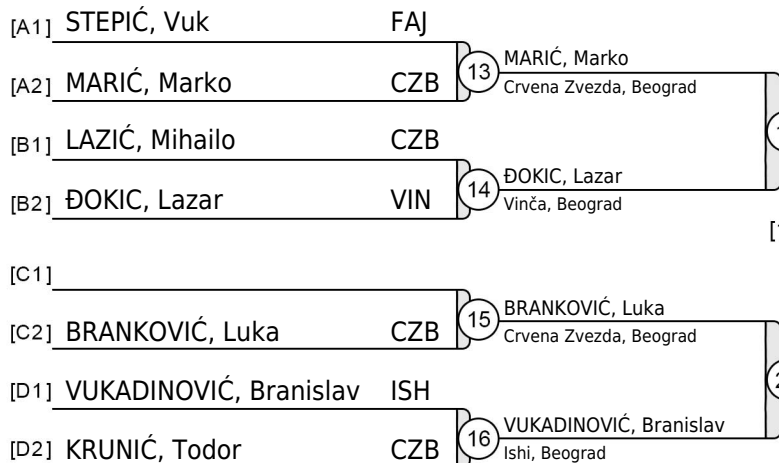 [A1] STEPIĆ, Vuk FAJ
[A2] MARIĆ, Marko CZB
13 MARIĆ, Marko
Crvena Zvezda, Beograd
[B1] LAZIĆ, Mihailo CZB
[B2] ĐOKIC, Lazar VIN
14 ĐOKIC, Lazar
Vinča, Beograd
[C1]
[C2] BRANKOVIĆ, Luka CZB
15 BRANKOVIĆ, Luka
Crvena Zvezda, Beograd
[D1] VUKADINOVIĆ, Branislav ISH
[D2] KRUNIĆ, Todor CZB
16 VUKADINOVIĆ, Branislav
Ishi, Beograd